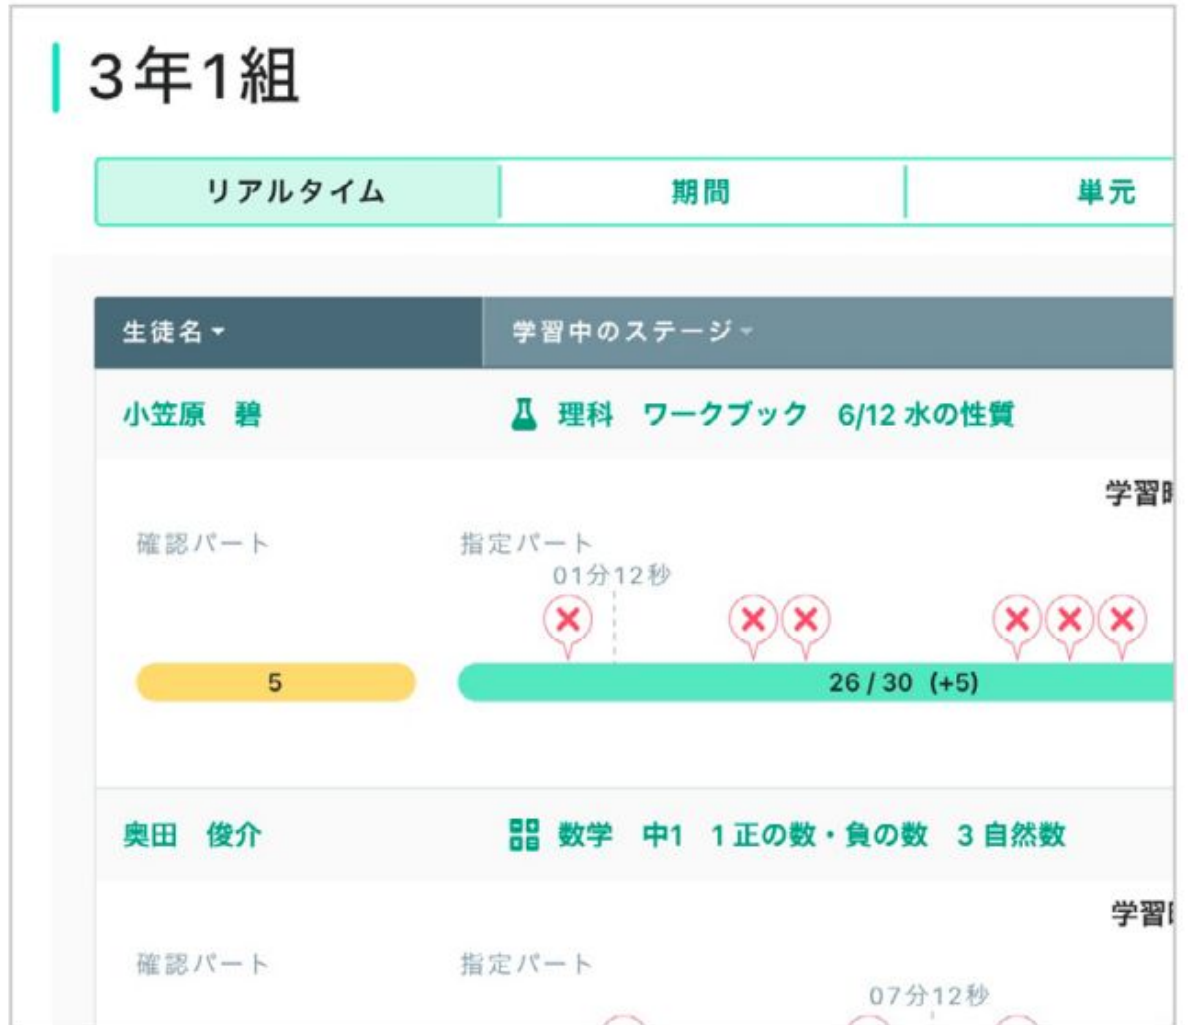 3年1組
リアルタイム 期間 単元
生徒名 学習中のステージ
小笠原 碧 理科 ワークブック 6/12 水の性質
学習
確認パート 指定パート
01分12秒
5 26 / 30 (+5)
奥田 俊介 数学 中1 1 正の数・負の数 3 自然数
学習
確認パート 指定パート
07分12秒